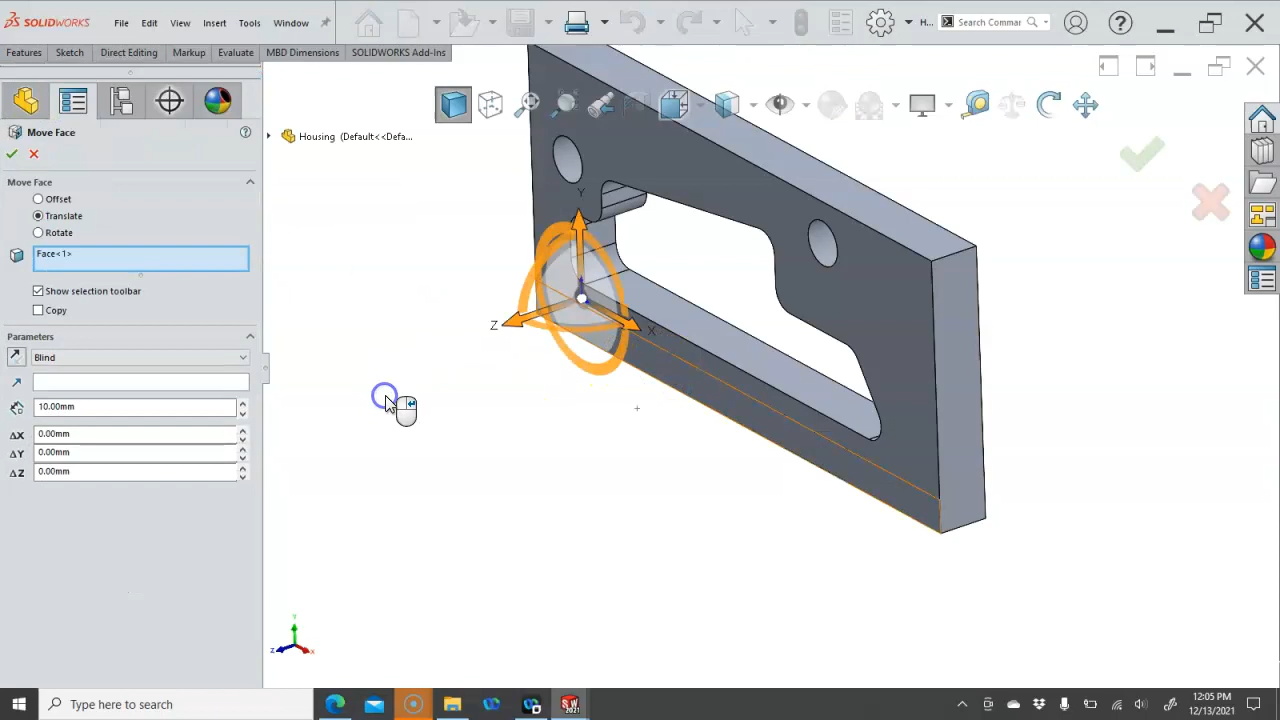 SOLIDWORKS File Edit View Insert Tools Window H... Search Commar
Features Sketch Direct Editing Markup Evaluate MBD Dimensions SOLIDWORKS Add-Ins
Move Face
Housing (Default<<Defa...
Move Face
Offset
Translate
Rotate
Face<1>
Show selection toolbar
Copy
Parameters
Blind
10.00mm
ΔX 0.00mm
ΔY 0.00mm
ΔZ 0.00mm
Y
Z X
Y
Z X
Type here to search
SW 2021
12:05 PM
12/13/2021